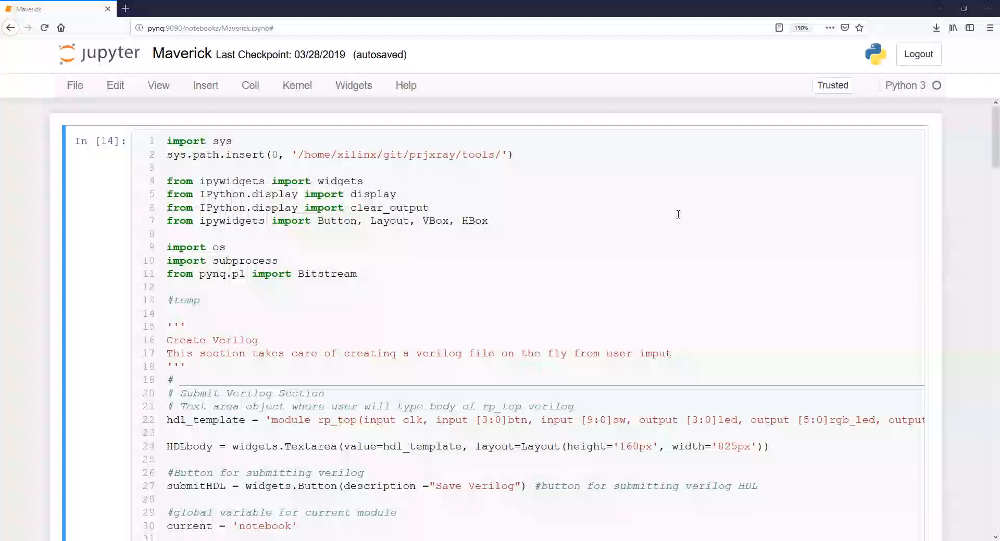 Maverick
pynq:9090/notebooks/Maverick.ipynb#
150%
jupyter Maverick Last Checkpoint: 03/28/2019 (autosaved)
Logout
File Edit View Insert Cell Kernel Widgets Help
Trusted
Python 3
In [14]:
1 import sys
2 sys.path.insert(0, '/home/xilinx/git/prjxray/tools/')
3
4 from ipywidgets import widgets
5 from IPython.display import display
6 from IPython.display import clear_output
7 from ipywidgets import Button, Layout, VBox, HBox
8
9 import os
10 import subprocess
11 from pynq.pl import Bitstream
12
13 #temp
14
15 '''
16 Create Verilog
17 This section takes care of creating a verilog file on the fly from user input
18 '''
19 #
20 # Submit Verilog Section
21 # Text area object where user will type body of rp_top verilog
22 hdl_template = 'module rp_top(input clk, input [3:0]btn, input [9:0]sw, output [3:0]led, output [5:0]rgb_led, output
23
24 HDLbody = widgets.Textarea(value=hdl_template, layout=Layout(height='160px', width='825px'))
25
26 #Button for submitting verilog
27 submitHDL = widgets.Button(description ="Save Verilog") #button for submitting verilog HDL
28
29 #global variable for current module
30 current = 'notebook'
31